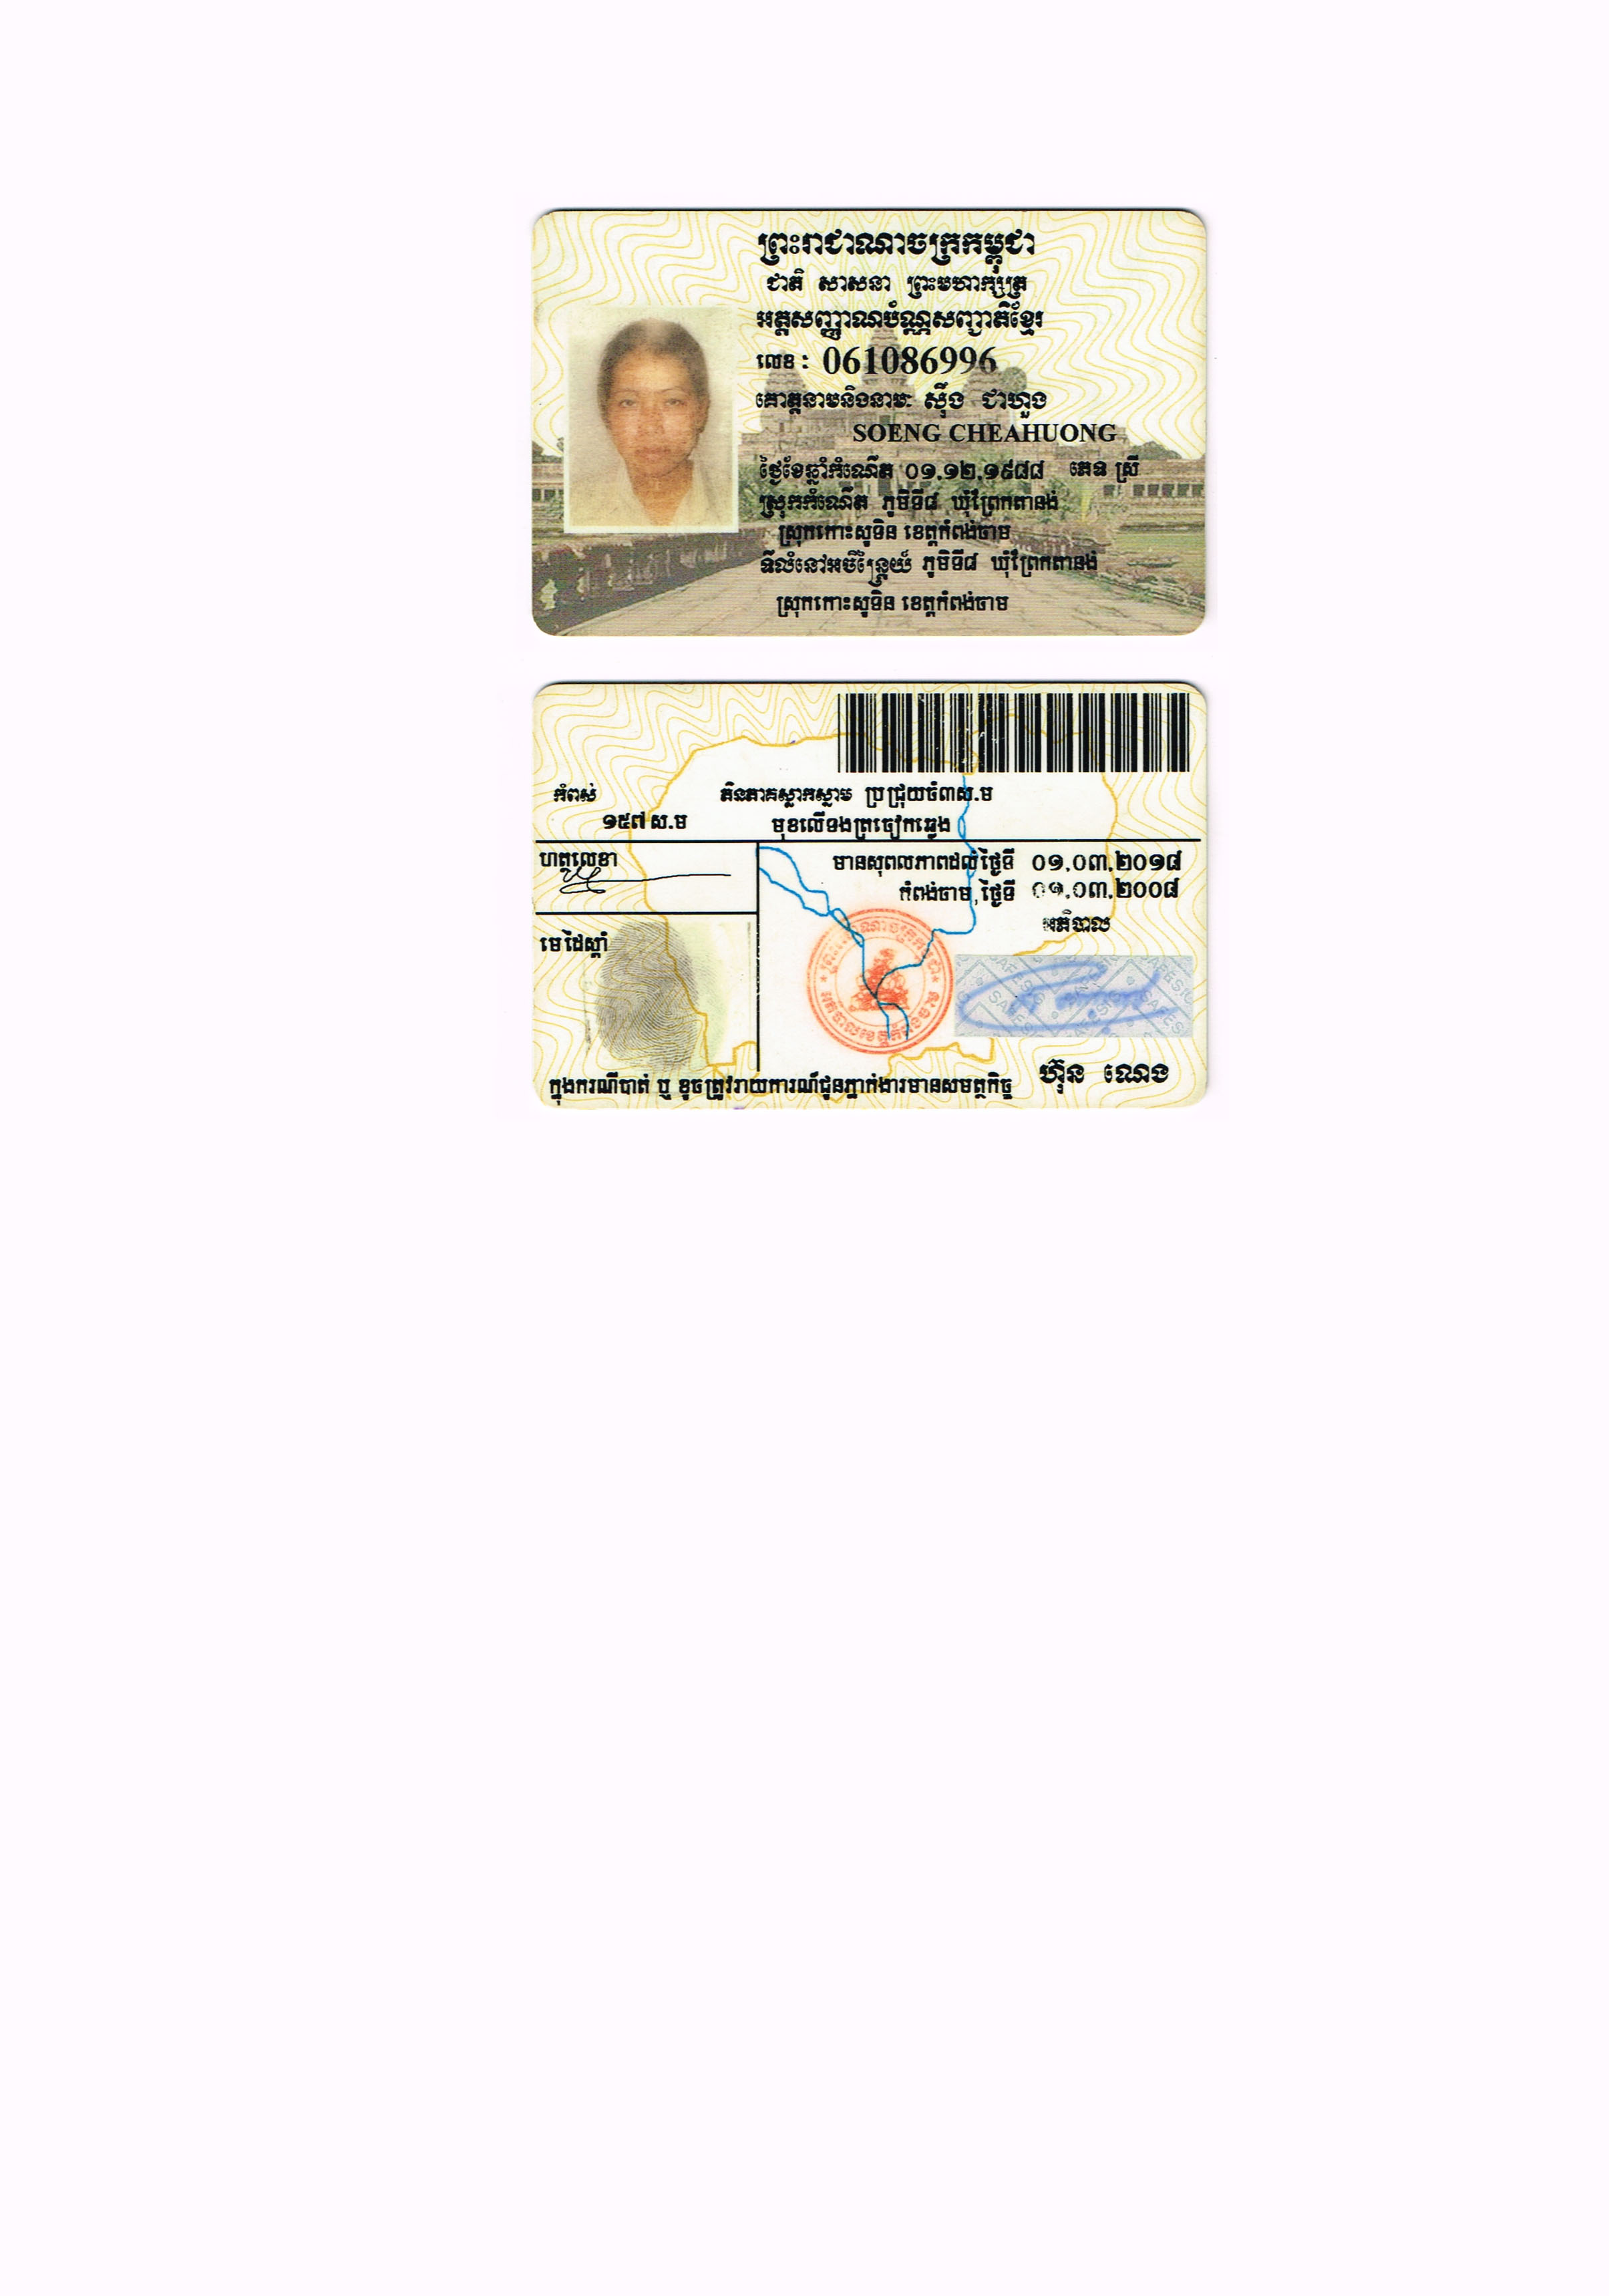 ព្រះរាជាណាចក្រកម្ពុជា
ជាតិ សាសនា ព្រះមហាក្សត្រ
អត្តសញ្ញាណប័ណ្ណសញ្ជាតិខ្មែរ
លេខ : 061086996
គោត្តនាមនិងនាម: ស៊ឹង ជាហួង
SOENG CHEAHUONG
ថ្ងៃខែឆ្នាំកំណើត ០១.១២.១៩៨៨ ភេទ ស្រី
ស្រុកកំណើត ភូមិទី៨ ឃុំព្រែកតានង់
ស្រុកកោះសូទិន ខេត្តកំពង់ចាម
ទីលំនៅអចិន្ត្រៃយ៍ ភូមិទី៨ ឃុំព្រែកតានង់
ស្រុកកោះសូទិន ខេត្តកំពង់ចាម
កំពស់ ភិនភាគស្លាកស្នាម ប្រជ្រុយចំ៣ស.ម
១៥៧ ស.ម មុខលើទងត្រចៀកឆ្វេង
ហត្ថលេខា
មានសុពលភាពដល់ថ្ងៃទី ០១.០៣.២០១៨
កំពង់ចាម, ថ្ងៃទី ០១.០៣.២០០៨
អភិបាល
មេដៃស្តាំ
ហ៊ុន ណេង
ក្នុងករណីបាត់ ឬ ខូចត្រូវរាយការណ៍ជូនភ្នាក់ងារមានសមត្ថកិច្ច